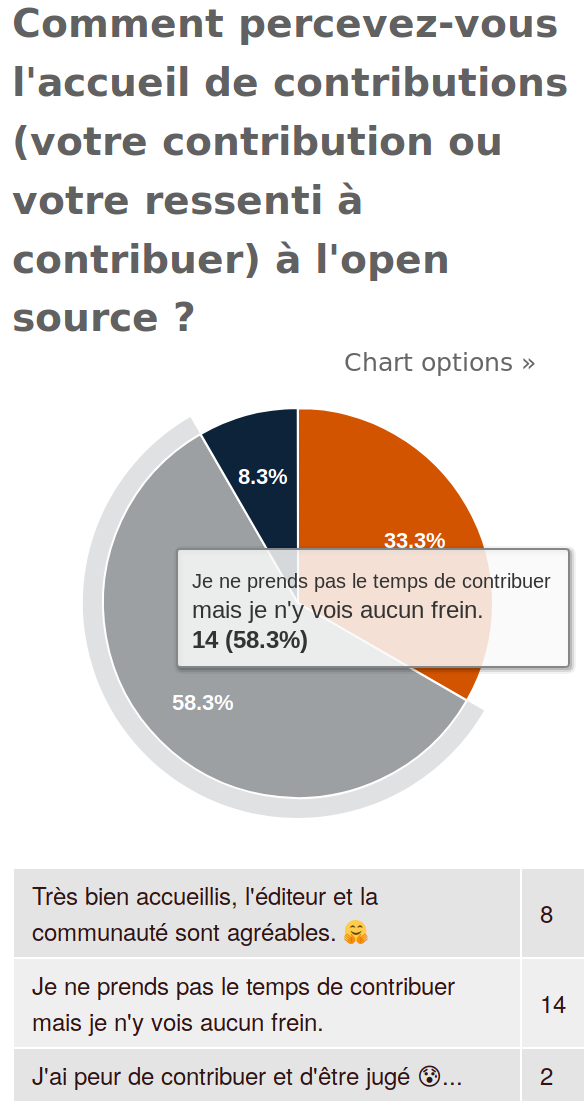 Comment percevez-vous
l'accueil de contributions
(votre contribution ou
votre ressenti à
contribuer) à l'open
source ?
Chart options »
8.3%
33.3%
Je ne prends pas le temps de contribuer
mais je n'y vois aucun frein.
14 (58.3%)
58.3%
Très bien accueillis, l'éditeur et la
communauté sont agréables. 🤗
8
Je ne prends pas le temps de contribuer
mais je n'y vois aucun frein.
14
J'ai peur de contribuer et d'être jugé 😰...
2